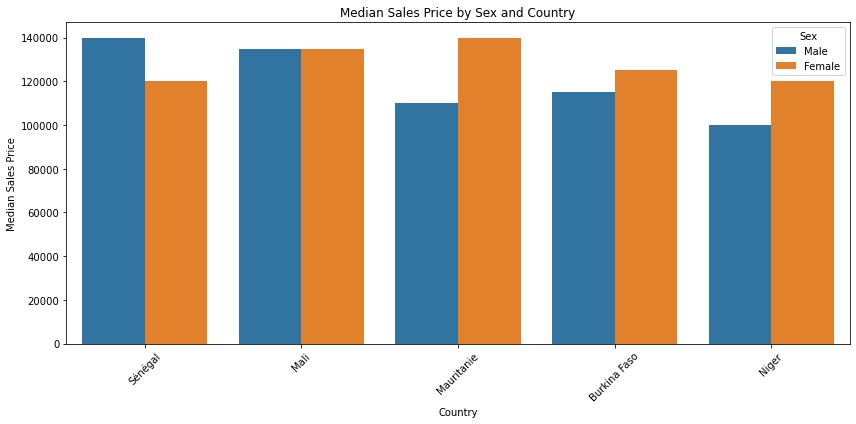 Median Sales Price by Sex and Country
Sex
Male
Female
Median Sales Price
140000
120000
100000
80000
60000
40000
20000
0
Sénégal
Mali
Mauritanie
Burkina Faso
Niger
Country